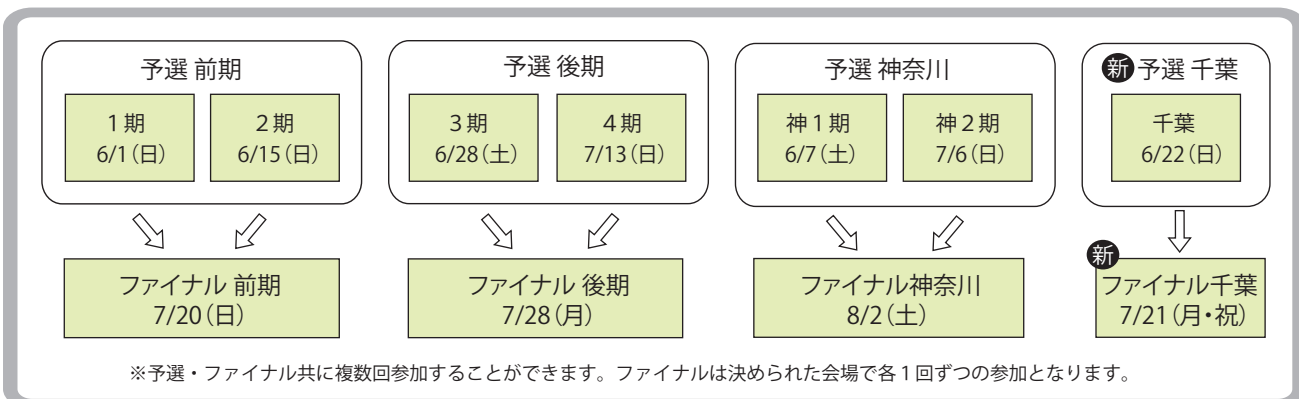 予選 前期
1期
6/1(日)
2期
6/15(日)
ファイナル 前期
7/20(日)
予選 後期
3期
6/28(土)
4期
7/13(日)
ファイナル 後期
7/28(月)
予選 神奈川
神1期
6/7(土)
神2期
7/6(日)
ファイナル神奈川
8/2(土)
新 予選 千葉
千葉
6/22(日)
新
ファイナル千葉
7/21(月・祝)
※予選・ファイナル共に複数回参加することができます。ファイナルは決められた会場で各1回ずつの参加となります。